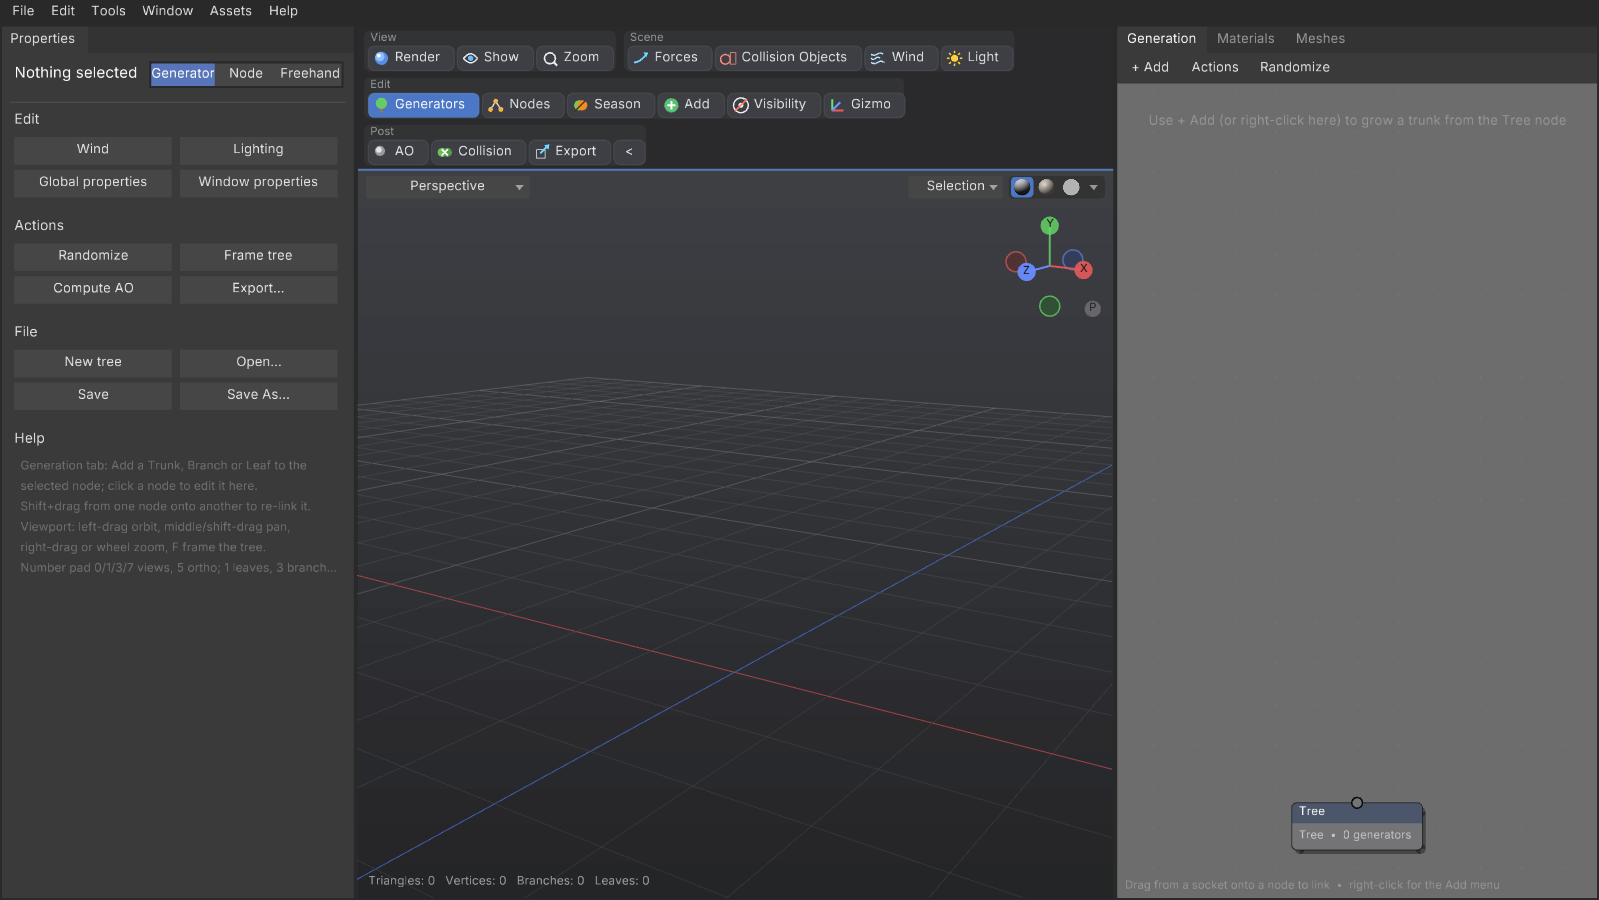 File Edit Tools Window Assets Help
Properties
Nothing selected Generator Node Freehand
Edit
Wind Lighting
Global properties Window properties
Actions
Randomize Frame tree
Compute AO Export...
File
New tree Open...
Save Save As...
Help
Generation tab: Add a Trunk, Branch or Leaf to the
selected node; click a node to edit it here.
Shift+drag from one node onto another to re-link it.
Viewport: left-drag orbit, middle/shift-drag pan,
right-drag or wheel zoom, F frame the tree.
Number pad 0/1/3/7 views, 5 ortho; 1 leaves, 3 branch...
View Scene
Render Show Zoom Forces Collision Objects Wind Light
Edit
Generators Nodes Season Add Visibility Gizmo
Post
AO Collision Export <
Perspective Selection
Y
Z X
P
Triangles: 0 Vertices: 0 Branches: 0 Leaves: 0
Generation Materials Meshes
+ Add Actions Randomize
Use + Add (or right-click here) to grow a trunk from the Tree node
Tree
Tree • 0 generators
Drag from a socket onto a node to link • right-click for the Add menu